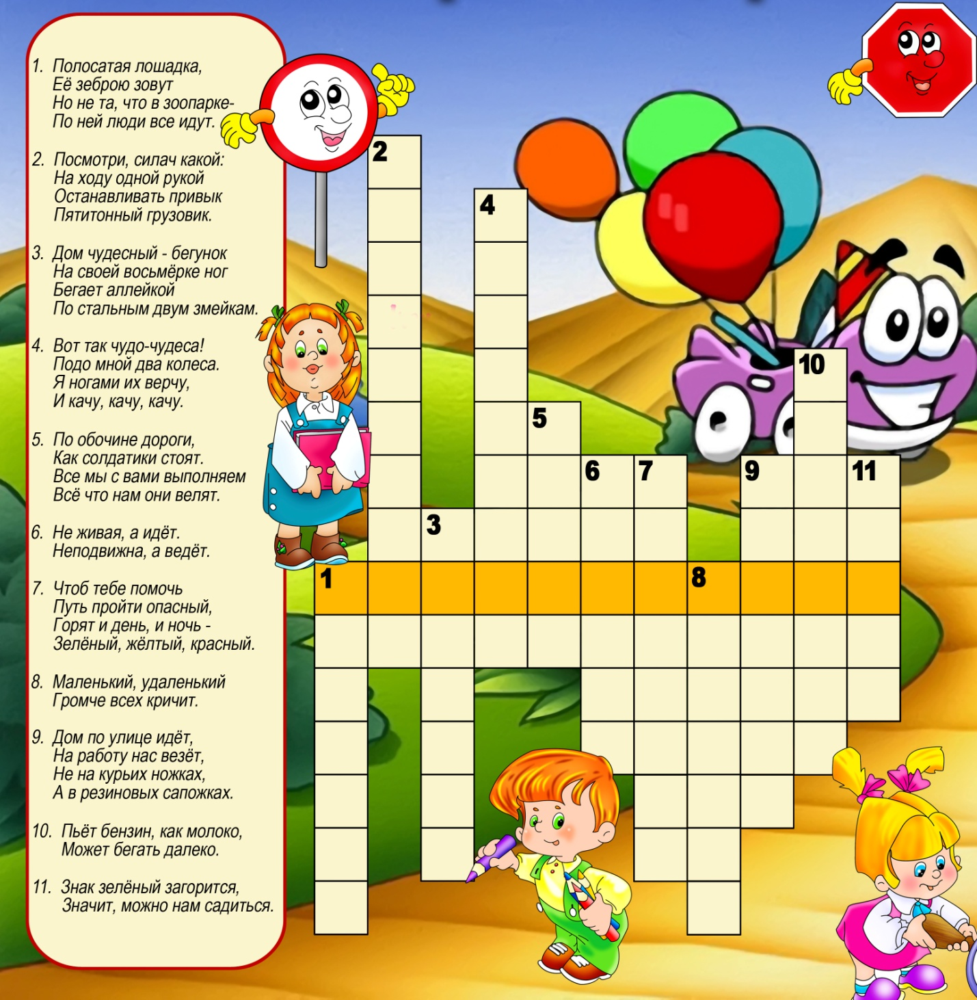 1. Полосатая лошадка,
Её зеброю зовут
Но не та, что в зоопарке-
По ней люди все идут.
2. Посмотри, силач какой:
На ходу одной рукой
Останавливать привык
Пятитонный грузовик.
3. Дом чудесный - бегунок
На своей восьмёрке ног
Бегает аллейкой
По стальным двум змейкам.
4. Вот так чудо-чудеса!
Подо мной два колеса.
Я ногами их верчу,
И качу, качу, качу.
5. По обочине дороги,
Как солдатики стоят.
Все мы с вами выполняем
Всё что нам они велят.
6. Не живая, а идёт.
Неподвижна, а ведёт.
7. Чтоб тебе помочь
Путь пройти опасный,
Горят и день, и ночь -
Зелёный, жёлтый, красный.
8. Маленький, удаленький
Громче всех кричит.
9. Дом по улице идёт,
На работу нас везёт,
Не на курьих ножках,
А в резиновых сапожках.
10. Пьёт бензин, как молоко,
Может бегать далеко.
11. Знак зелёный загорится,
Значит, можно нам садиться.
2
4
10
5
6 7 9 11
3
1 8